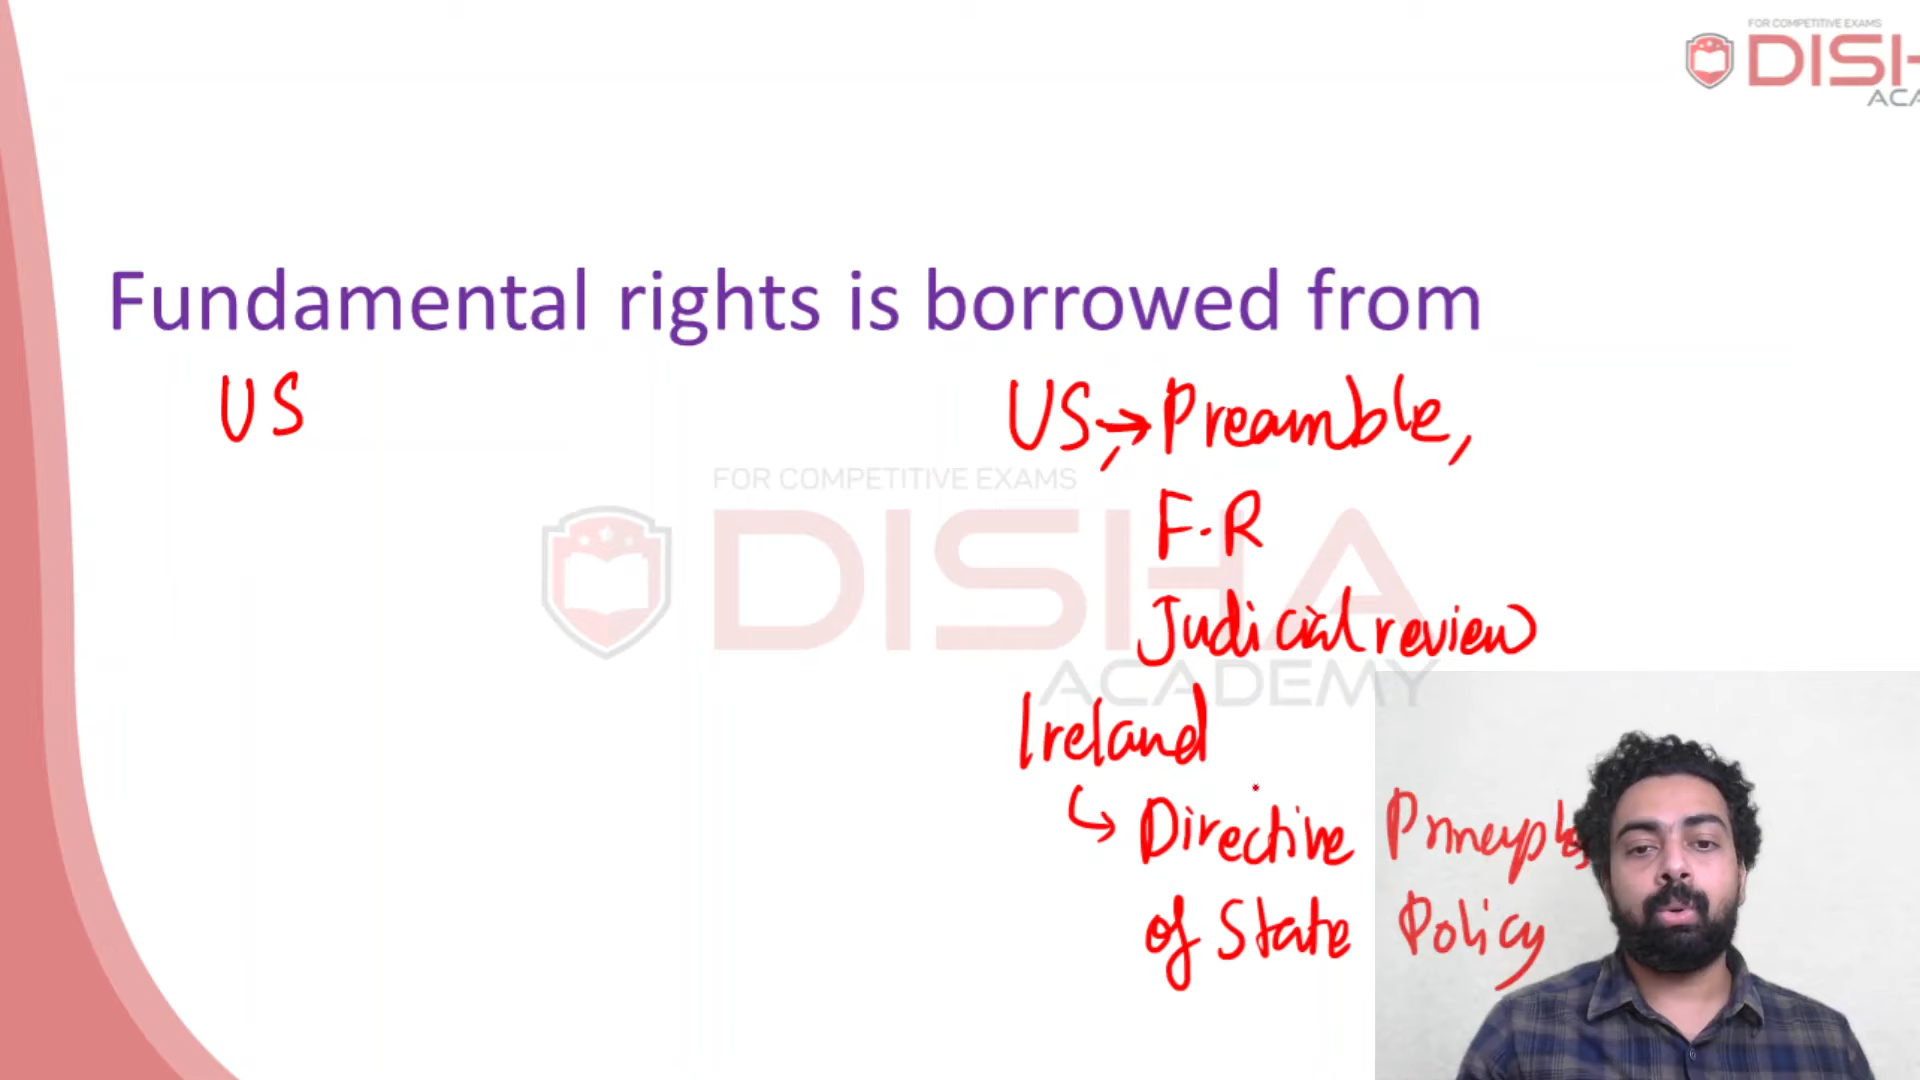 FOR COMPETITIVE EXAMS
DISH
ACA
Fundamental rights is borrowed from
US
US, → Preamble,
F.R
Judicial review
Ireland
↳ Directive Principles
of State Policy
FOR COMPETITIVE EXAMS
DISHA
ACADEMY